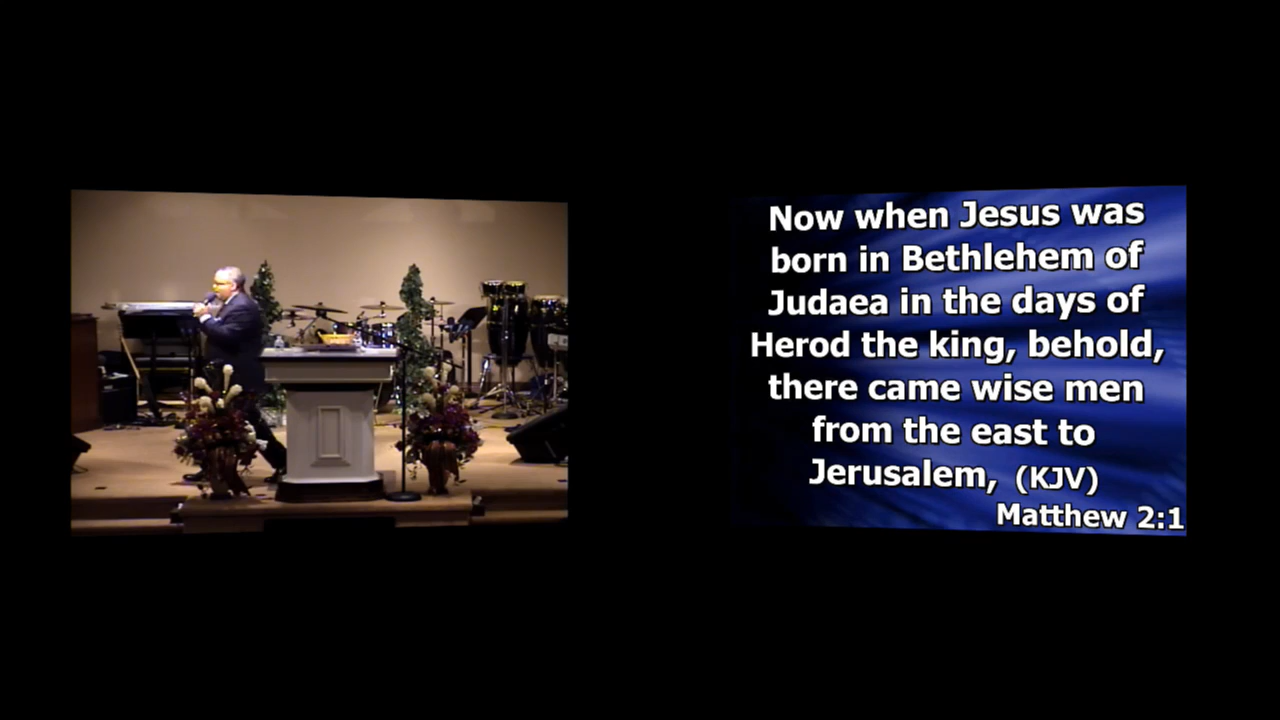 Now when Jesus was
born in Bethlehem of
Judaea in the days of
Herod the king, behold,
there came wise men
from the east to
Jerusalem, (KJV)
Matthew 2:1